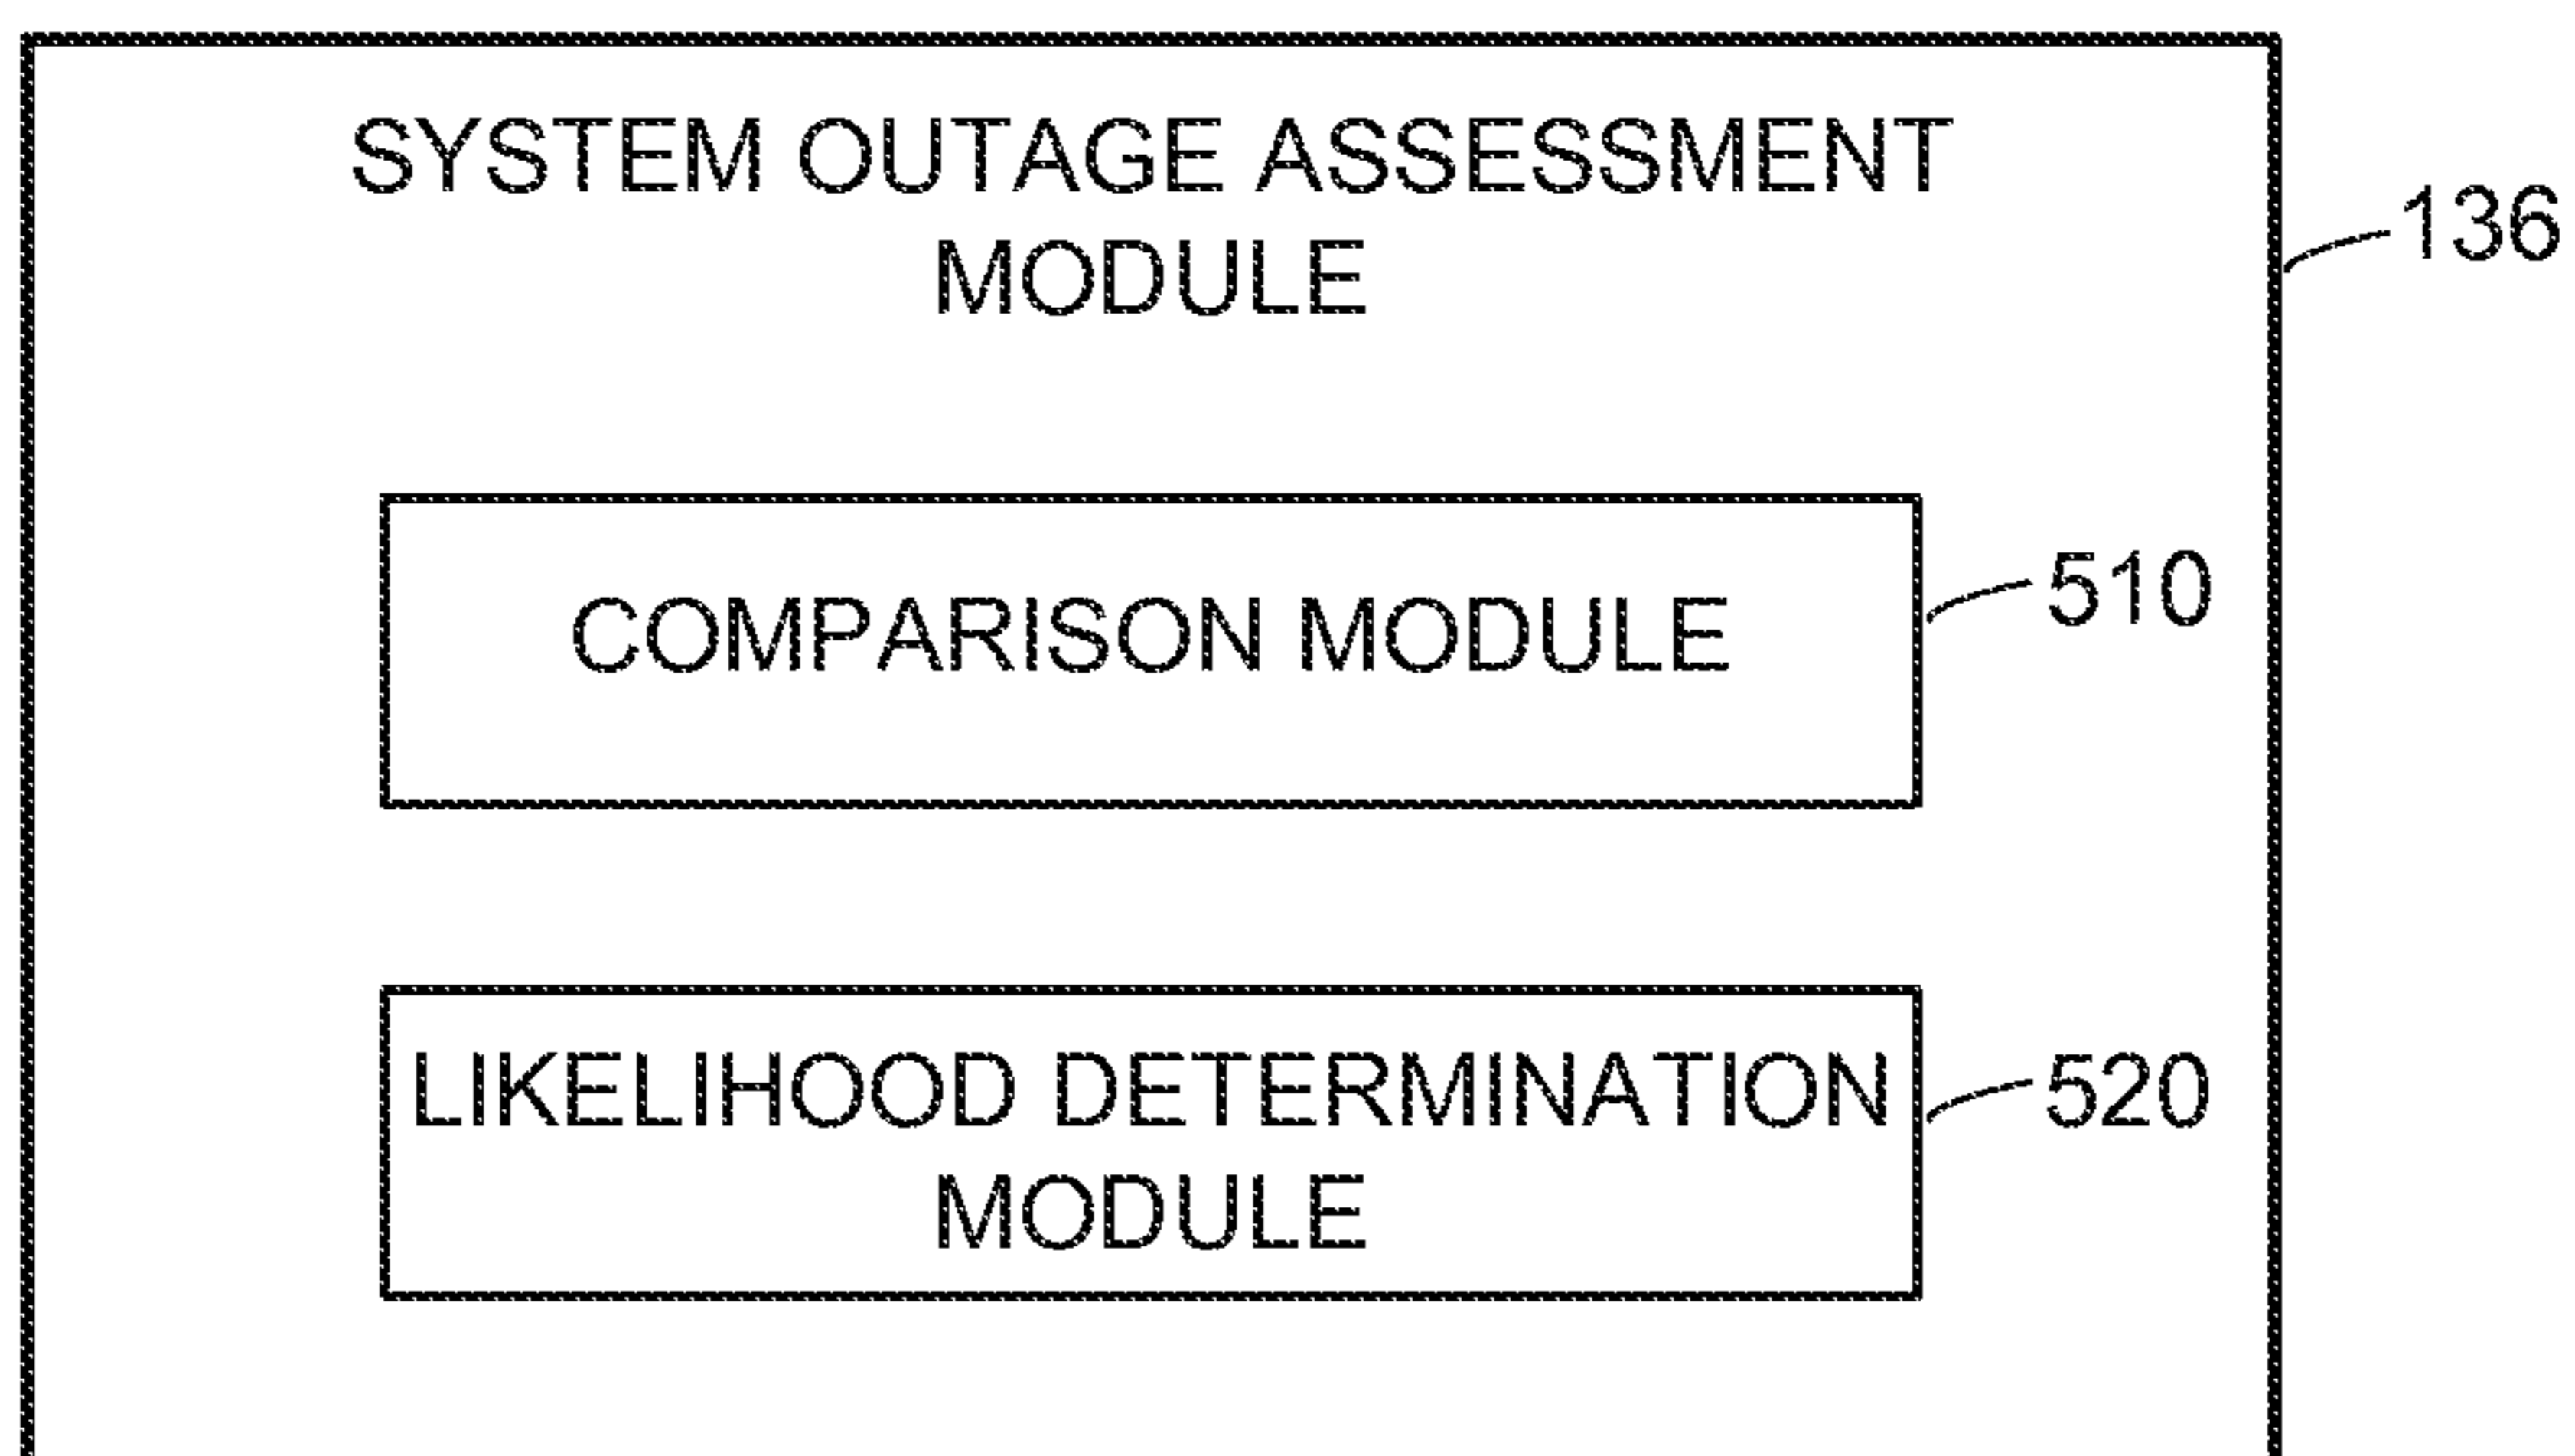 SYSTEM OUTAGE ASSESSMENT
MODULE
136
COMPARISON MODULE
510
LIKELIHOOD DETERMINATION
MODULE
520